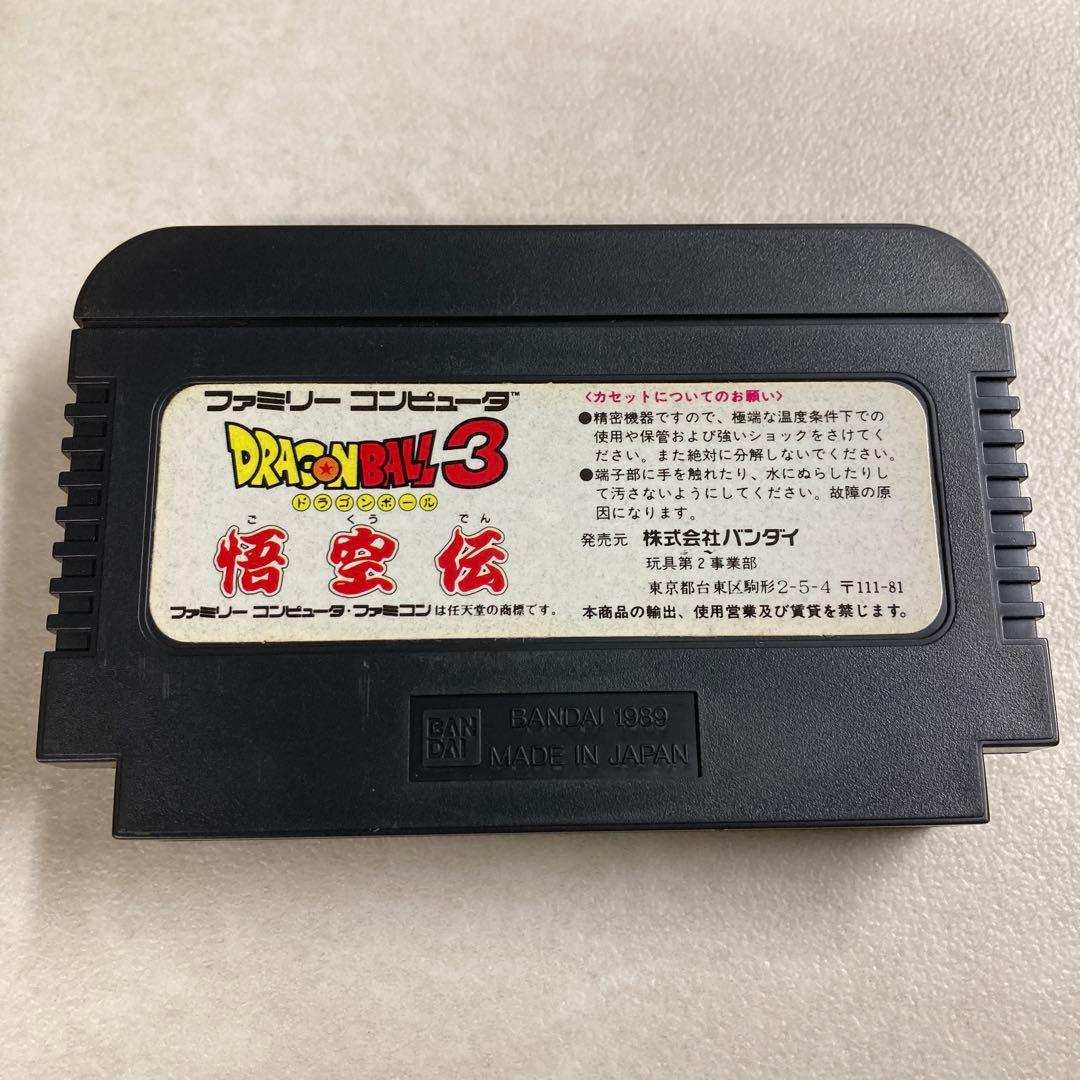 ファミリー コンピュータ™
DRAGON BALL 3
ドラゴンボール
ご くう でん
悟空伝
ファミリー コンピュータ・ファミコンは任天堂の商標です。
〈カセットについてのお願い〉
●精密機器ですので、極端な温度条件下での
使用や保管および強いショックをさけてく
ださい。また絶対に分解しないでください。
●端子部に手を触れたり、水にぬらしたりし
て汚さないようにしてください。故障の原
因になります。
発売元 株式会社バンダイ
玩具第2事業部
東京都台東区駒形2-5-4 〒111-81
本商品の輸出、使用営業及び賃貸を禁じます。
BAN
DAI
BANDAI 1989
MADE IN JAPAN